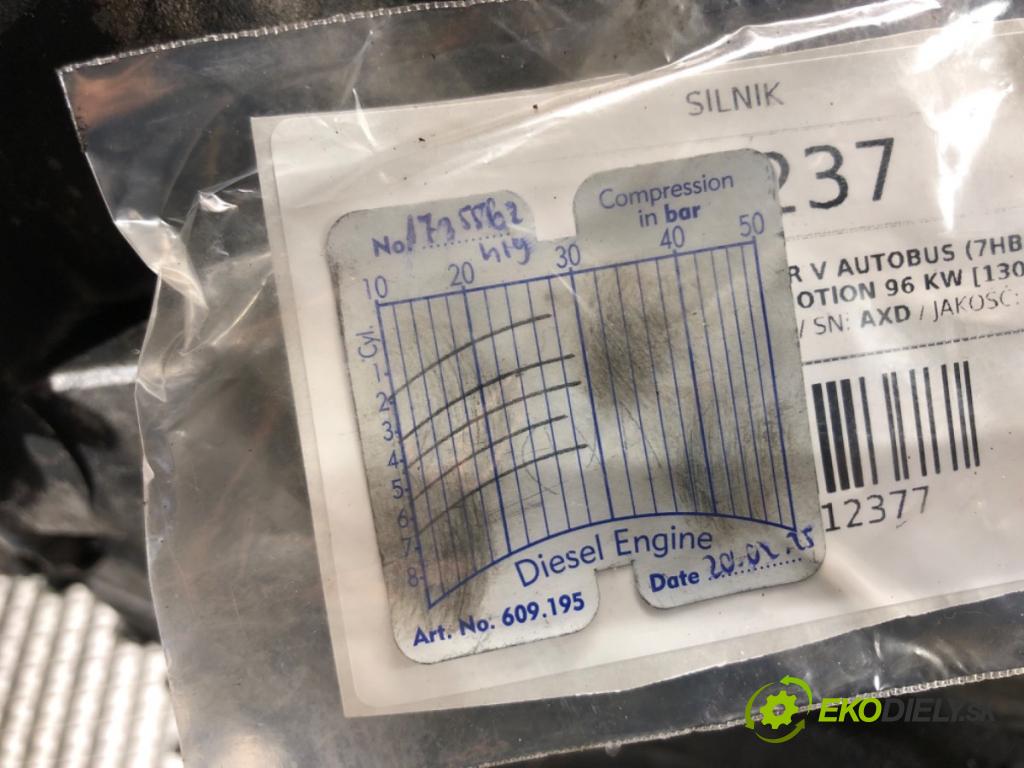 SILNIK
237
R V AUTOBUS (7HB
OTION 96 KW [130
/ SN: AXD / JAKOŚĆ:
12377
Compression
in bar
No. 1735562
10 20 30 40 50
Cyl.
1
2
3
4
5
6
7
8
Diesel Engine
Art. No: 609.195
Date
EKODIELY.SK